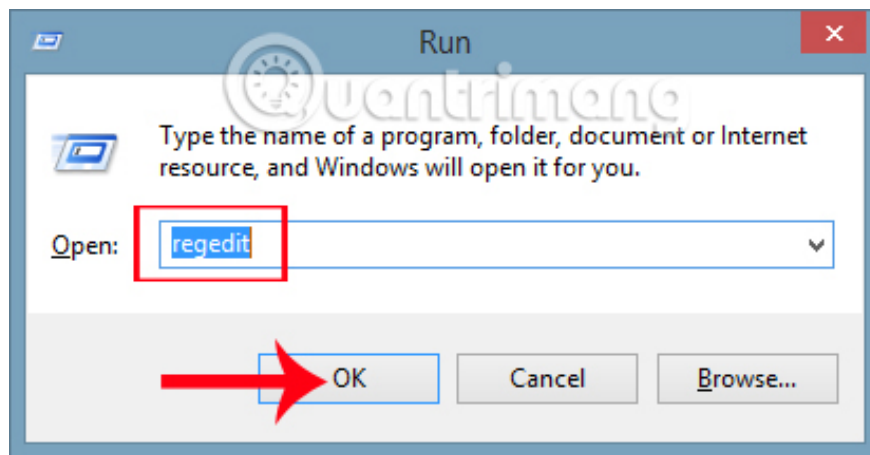 Run
Quantrimang
Type the name of a program, folder, document or Internet
resource, and Windows will open it for you.
Open: regedit
OK Cancel Browse...